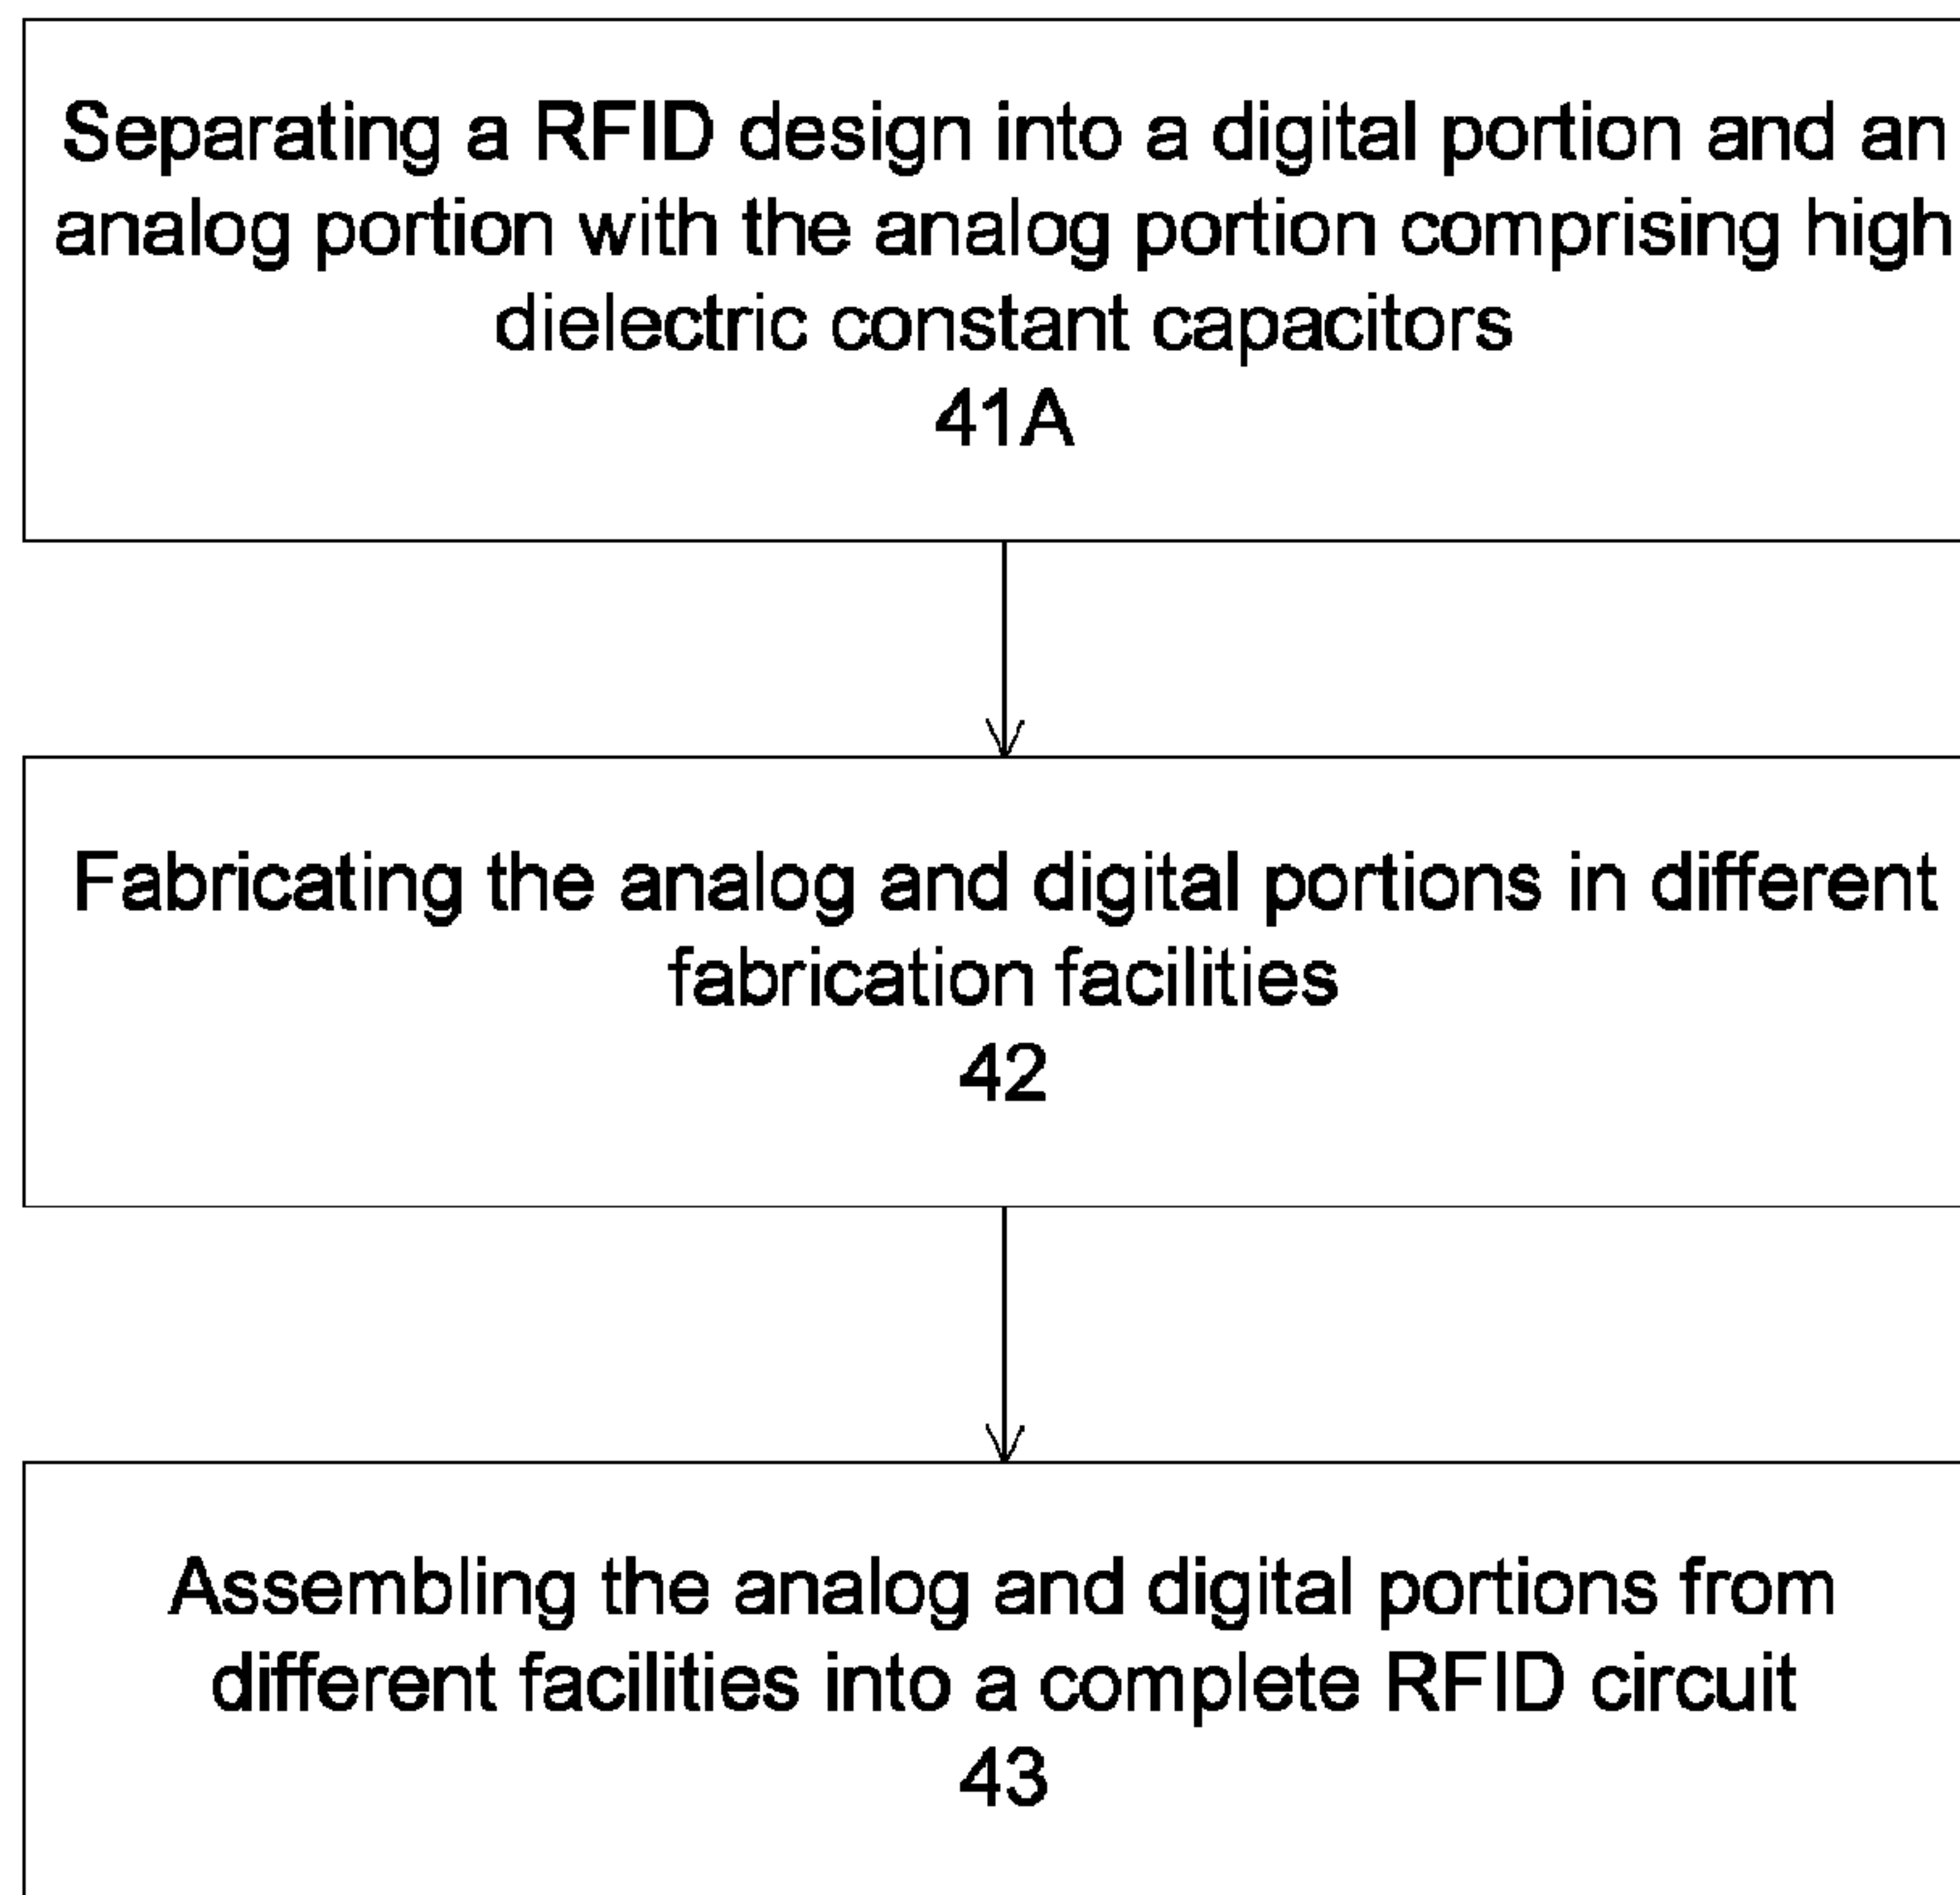 Separating a RFID design into a digital portion and an
analog portion with the analog portion comprising high
dielectric constant capacitors
41A
Fabricating the analog and digital portions in different
fabrication facilities
42
Assembling the analog and digital portions from
different facilities into a complete RFID circuit
43